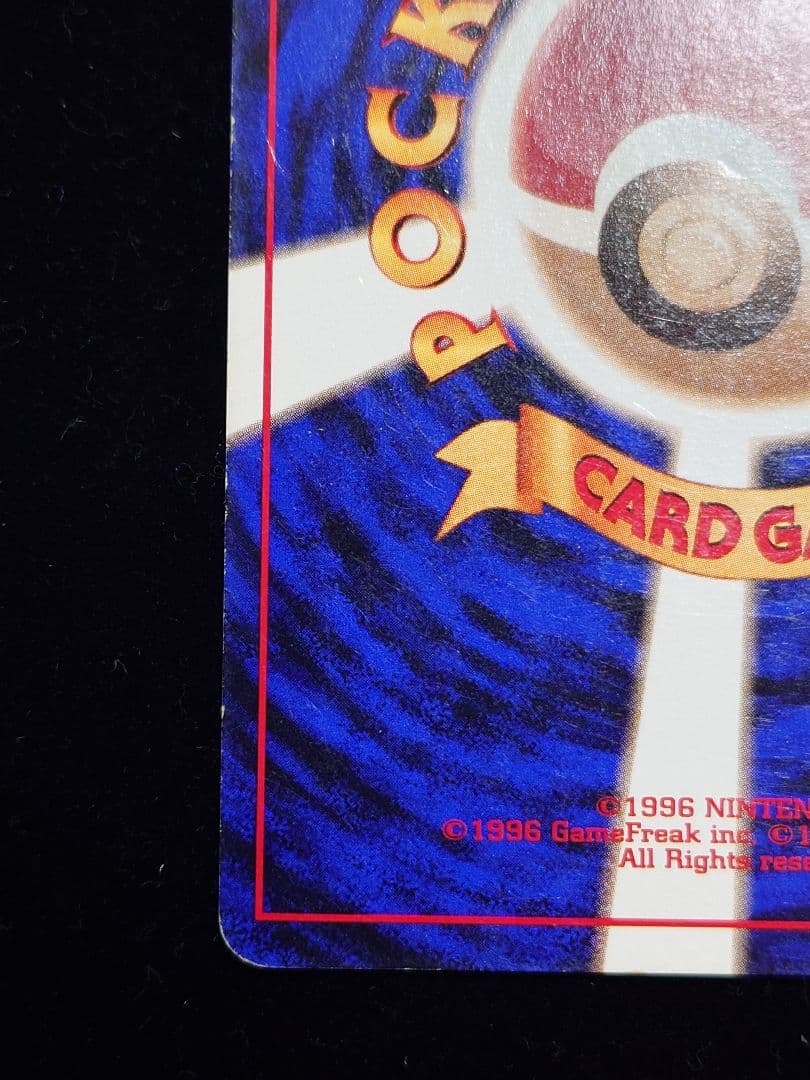 POCK
CARD GA
©1996 NINTEN
©1996 GameFreak inc. ©1
All Rights rese